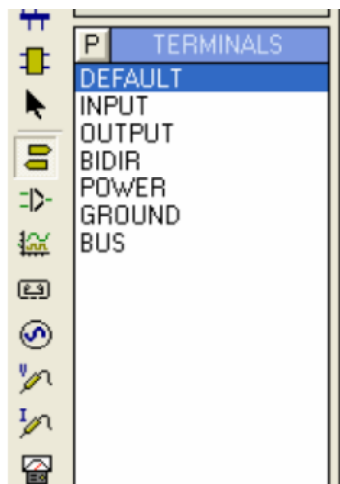 P TERMINALS
DEFAULT
INPUT
OUTPUT
BIDIR
POWER
GROUND
BUS
V
I